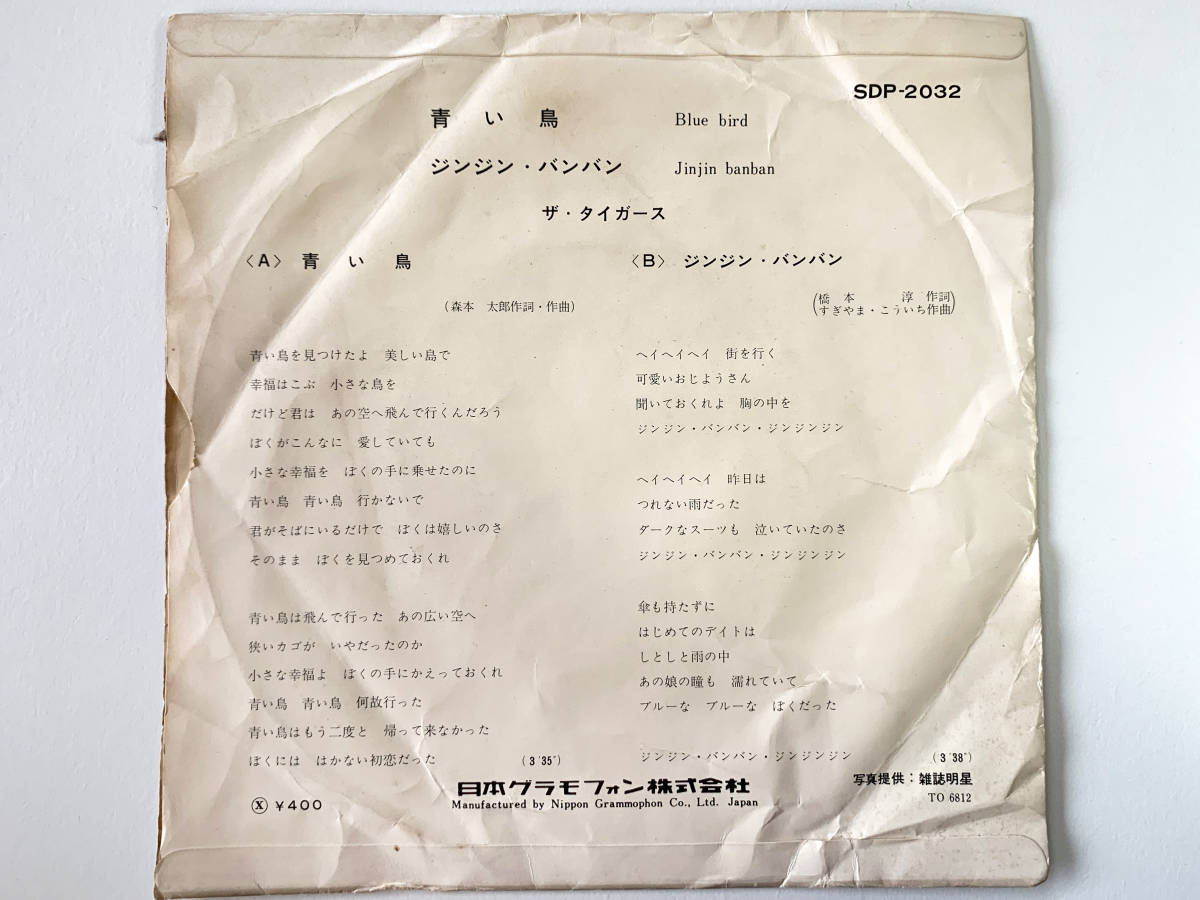 SDP-2032
青い鳥 Blue bird
ジンジン・バンバン Jinjin banban
ザ・タイガース
〈A〉 青い鳥
(森本 太郎作詞・作曲)
青い鳥を見つけたよ 美しい島で
幸福はこぶ 小さな鳥を
だけど君は あの空へ飛んで行くんだろう
ぼくがこんなに 愛していても
小さな幸福を ぼくの手に乗せたのに
青い鳥 青い鳥 行かないで
君がそばにいるだけで ぼくは嬉しいのさ
そのまま ぼくを見つめておくれ
青い鳥は飛んで行った あの広い空へ
狭いカゴが いやだったのか
小さな幸福よ ぼくの手にかえっておくれ
青い鳥 青い鳥 何故行った
青い鳥はもう二度と 帰って来なかった
ぼくには はかない初恋だった (3′35″)
〈B〉 ジンジン・バンバン
(橋本 淳 作詞
すぎやま・こういち作曲)
ヘイヘイヘイ 街を行く
可愛いおじようさん
聞いておくれよ 胸の中を
ジンジン・バンバン・ジンジンジン
ヘイヘイヘイ 昨日は
つれない雨だった
ダークなスーツも 泣いていたのさ
ジンジン・バンバン・ジンジンジン
傘も持たずに
はじめてのデイトは
しとしと雨の中
あの娘の瞳も 濡れていて
ブルーな ブルーな ぼくだった
ジンジン・バンバン・ジンジンジン (3′38″)
Ⓧ ¥400
日本グラモフォン株式会社
Manufactured by Nippon Grammophon Co., Ltd. Japan
写真提供：雑誌明星
TO 6812